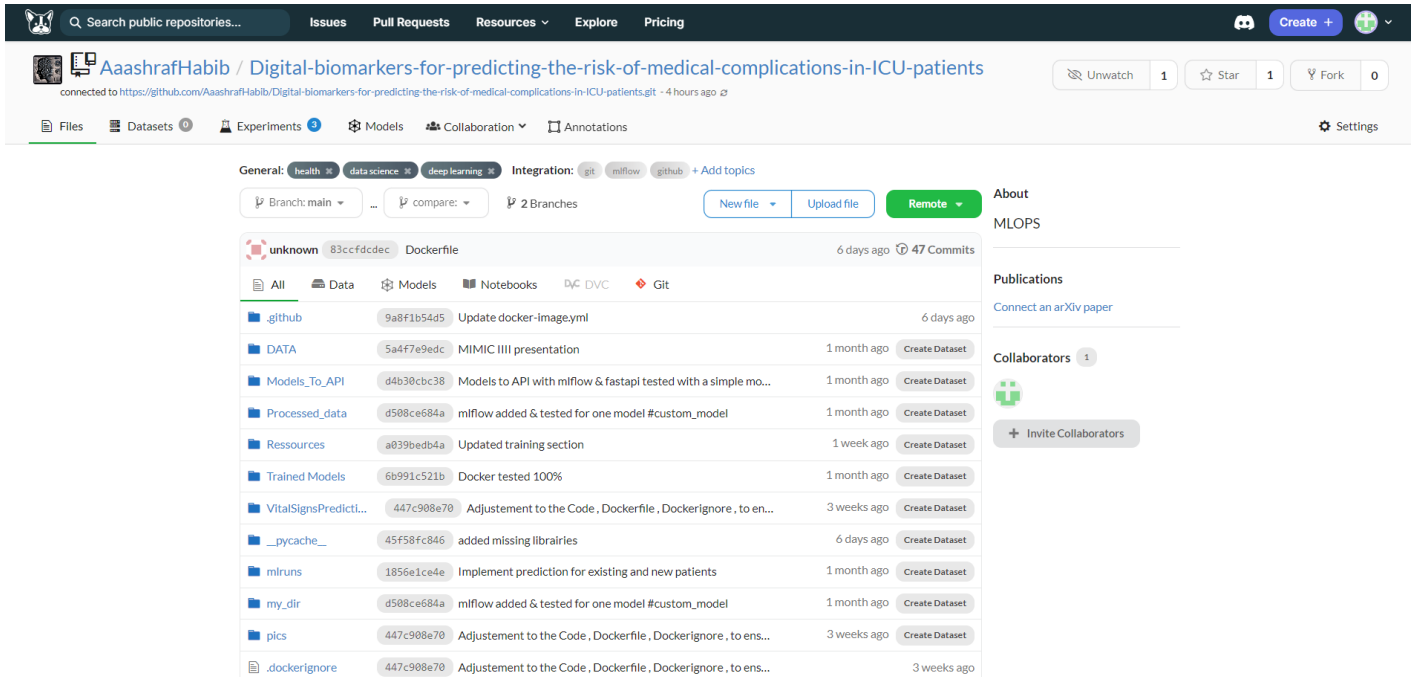 Search public repositories... Issues Pull Requests Resources Explore Pricing Create +
AaashrafHabib / Digital-biomarkers-for-predicting-the-risk-of-medical-complications-in-ICU-patients Unwatch 1 Star 1 Fork 0
connected to https://github.com/AaashrafHabib/Digital-biomarkers-for-predicting-the-risk-of-medical-complications-in-ICU-patients.git - 4 hours ago
Files Datasets 0 Experiments 3 Models Collaboration Annotations Settings
General: health × data science × deep learning × Integration: git mlflow github + Add topics
Branch: main ... compare: 2 Branches New file Upload file Remote
About
MLOPS
unknown 83ccfdcdec Dockerfile 6 days ago 47 Commits
All Data Models Notebooks DVC DVC Git
Publications
Connect an arXiv paper
.github 9a8f1b54d5 Update docker-image.yml 6 days ago
DATA 5a4f7e9edc MIMIC IIII presentation 1 month ago Create Dataset
Collaborators 1
Models_To_API d4b30cbc38 Models to API with mlflow & fastapi tested with a simple mo... 1 month ago Create Dataset
Processed_data d508ce684a mlflow added & tested for one model #custom_model 1 month ago Create Dataset
+ Invite Collaborators
Ressources a039bedb4a Updated training section 1 week ago Create Dataset
Trained Models 6b991c521b Docker tested 100% 1 month ago Create Dataset
VitalSignsPredicti... 447c908e70 Adjustement to the Code , Dockerfile , Dockerignore , to en... 3 weeks ago Create Dataset
__pycache__ 45f58fc846 added missing librairies 6 days ago Create Dataset
mlruns 1856e1ce4e Implement prediction for existing and new patients 1 month ago Create Dataset
my_dir d508ce684a mlflow added & tested for one model #custom_model 1 month ago Create Dataset
pics 447c908e70 Adjustement to the Code , Dockerfile , Dockerignore , to ens... 3 weeks ago Create Dataset
.dockerignore 447c908e70 Adjustement to the Code , Dockerfile , Dockerignore , to ens... 3 weeks ago